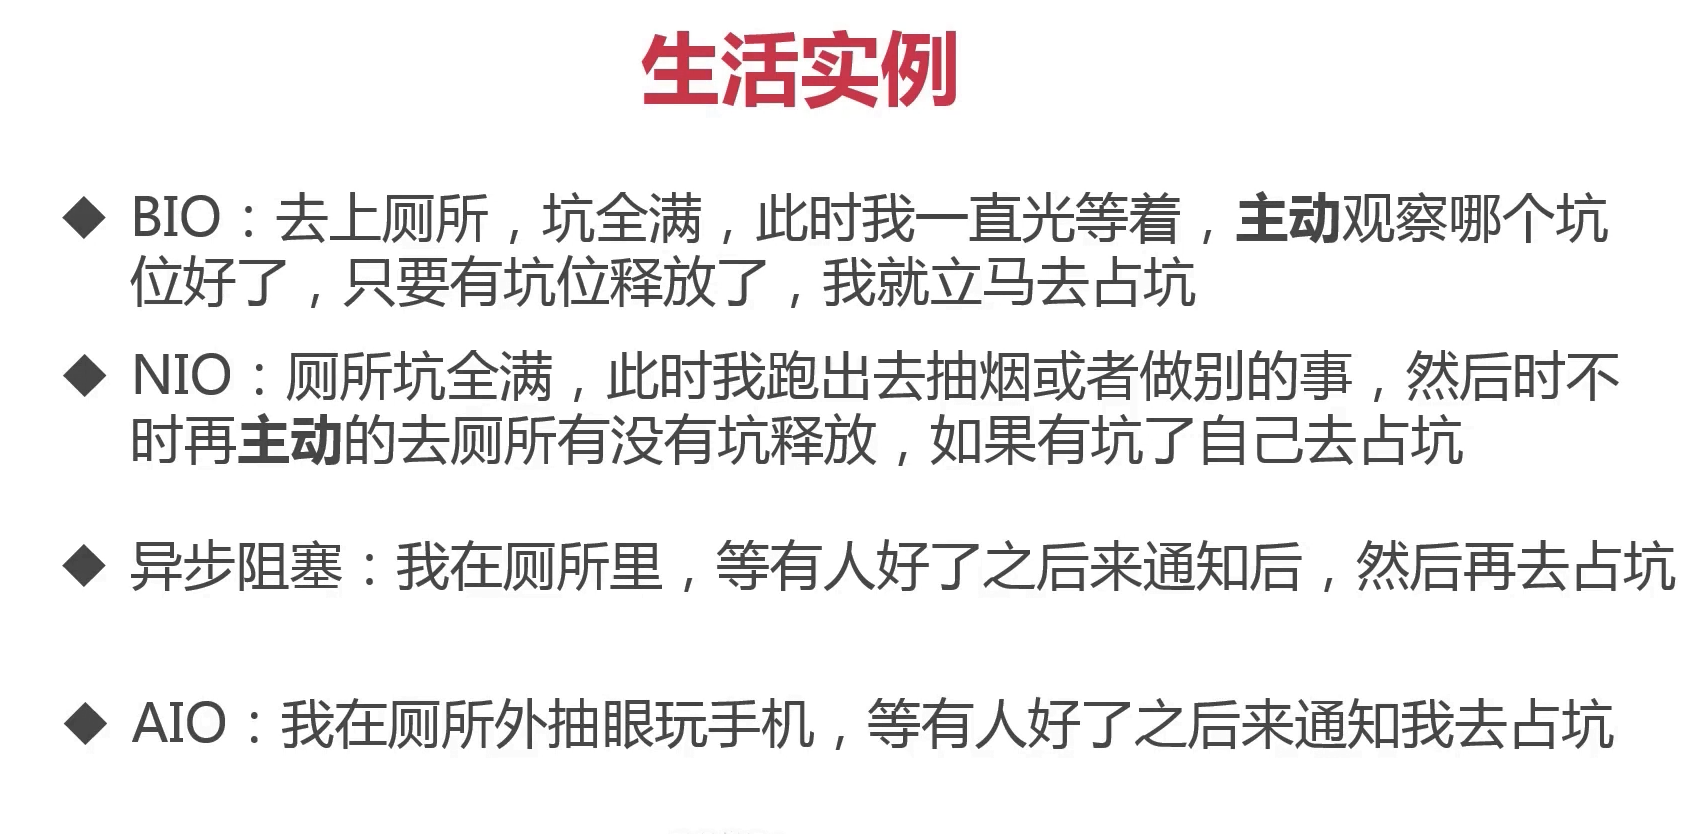 生活实例
◆ BIO：去上厕所，坑全满，此时我一直光等着，主动观察哪个坑
位好了，只要有坑位释放了，我就立马去占坑
◆ NIO：厕所坑全满，此时我跑出去抽烟或者做别的事，然后时不
时再主动的去厕所有没有坑释放，如果有坑了自己去占坑
◆ 异步阻塞：我在厕所里，等有人好了之后来通知后，然后再去占坑
◆ AIO：我在厕所外抽眼玩手机，等有人好了之后来通知我去占坑